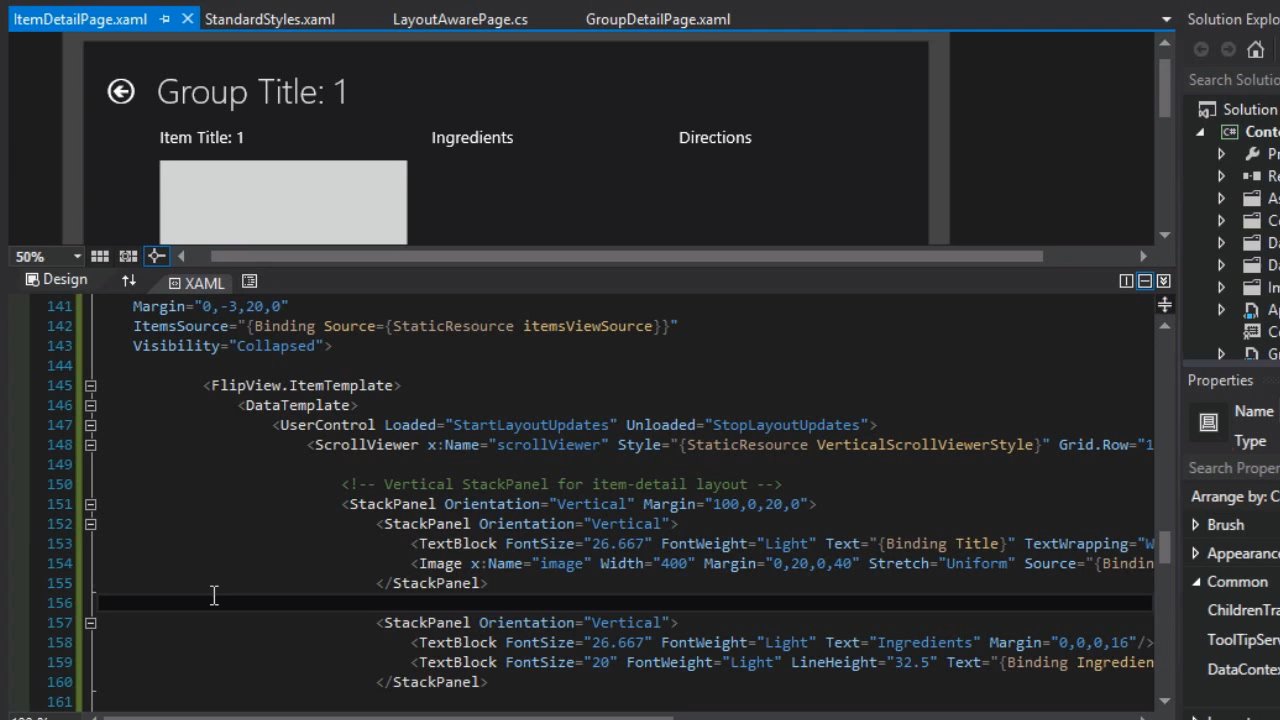 ItemDetailPage.xaml StandardStyles.xaml LayoutAwarePage.cs GroupDetailPage.xaml Solution Explo
Search Solutio
Group Title: 1
Item Title: 1 Ingredients Directions
Solution
C# Conto
50%
Design XAML
141 Margin="0,-3,20,0"
142 ItemsSource="{Binding Source={StaticResource itemsViewSource}}"
143 Visibility="Collapsed">
144
145 <FlipView.ItemTemplate>
146 <DataTemplate>
147 <UserControl Loaded="StartLayoutUpdates" Unloaded="StopLayoutUpdates">
148 <ScrollViewer x:Name="scrollViewer" Style="{StaticResource VerticalScrollViewerStyle}" Grid.Row="1
149
150 <!-- Vertical StackPanel for item-detail layout -->
151 <StackPanel Orientation="Vertical" Margin="100,0,20,0">
152 <StackPanel Orientation="Vertical">
153 <TextBlock FontSize="26.667" FontWeight="Light" Text="{Binding Title}" TextWrapping="W
154 <Image x:Name="image" Width="400" Margin="0,20,0,40" Stretch="Uniform" Source="{Bindin
155 </StackPanel>
156
157 <StackPanel Orientation="Vertical">
158 <TextBlock FontSize="26.667" FontWeight="Light" Text="Ingredients" Margin="0,0,0,16"/>
159 <TextBlock FontSize="20" FontWeight="Light" LineHeight="32.5" Text="{Binding Ingredien
160 </StackPanel>
161
Properties
Name
Type
Search Proper
Arrange by: C
Brush
Appearance
Common
ChildrenTra
ToolTipServ
DataContex